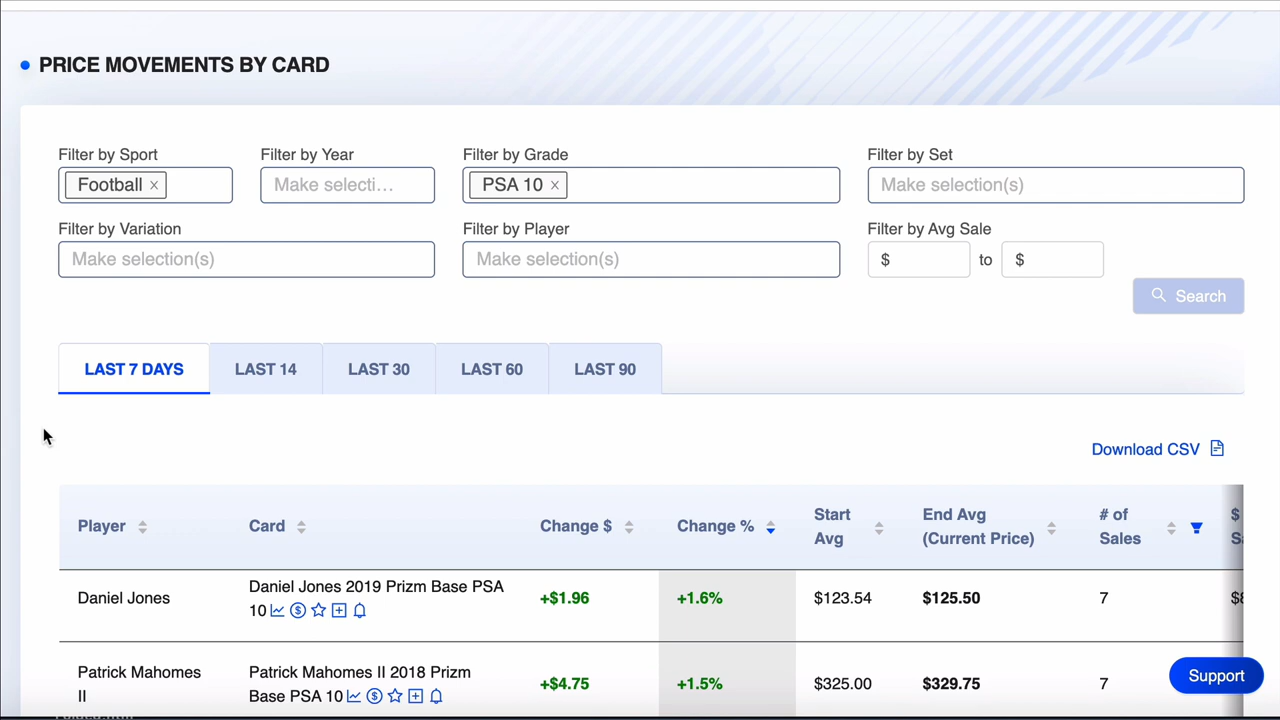 PRICE MOVEMENTS BY CARD
Filter by Sport
Filter by Year
Filter by Grade
Filter by Set
Football ×
Make selecti...
PSA 10 ×
Make selection(s)
Filter by Variation
Filter by Player
Filter by Avg Sale
Make selection(s)
Make selection(s)
$ to $
Search
LAST 7 DAYS
LAST 14
LAST 30
LAST 60
LAST 90
Download CSV
Player
Card
Change $
Change %
Start
Avg
End Avg
(Current Price)
# of
Sales
$
Daniel Jones
Daniel Jones 2019 Prizm Base PSA
10
+$1.96
+1.6%
$123.54
$125.50
7
Patrick Mahomes
II
Patrick Mahomes II 2018 Prizm
Base PSA 10
+$4.75
+1.5%
$325.00
$329.75
7
Support